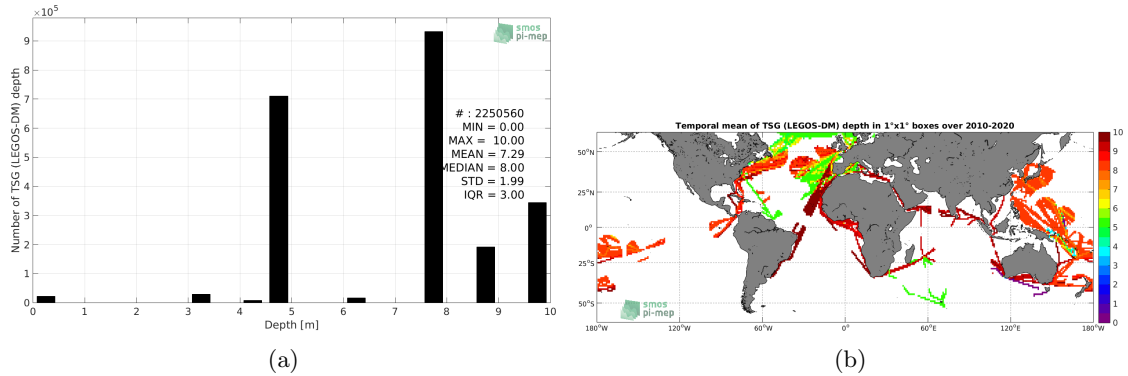 ×10⁵
smos
pi-mep
9
8
7
6
5
4
3
2
1
0
Number of TSG (LEGOS-DM) depth
# : 2250560
MIN = 0.00
MAX = 10.00
MEAN = 7.29
MEDIAN = 8.00
STD = 1.99
IQR = 3.00
0 1 2 3 4 5 6 7 8 9 10
Depth [m]
(a)
Temporal mean of TSG (LEGOS-DM) depth in 1°x1° boxes over 2010-2020
50°N
25°N
0°
25°S
50°S
smos
pi-mep
180°W 120°W 60°W 0° 60°E 120°E 180°E
10
9
8
7
6
5
4
3
2
1
0
(b)